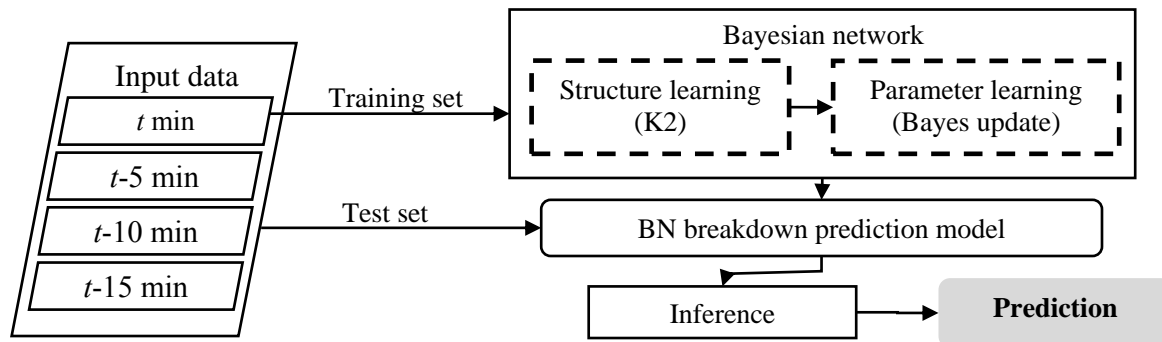 Bayesian network
Input data
Structure learning
(K2)
Parameter learning
(Bayes update)
Training set
t min
t-5 min
Test set
t-10 min
BN breakdown prediction model
t-15 min
Inference
Prediction